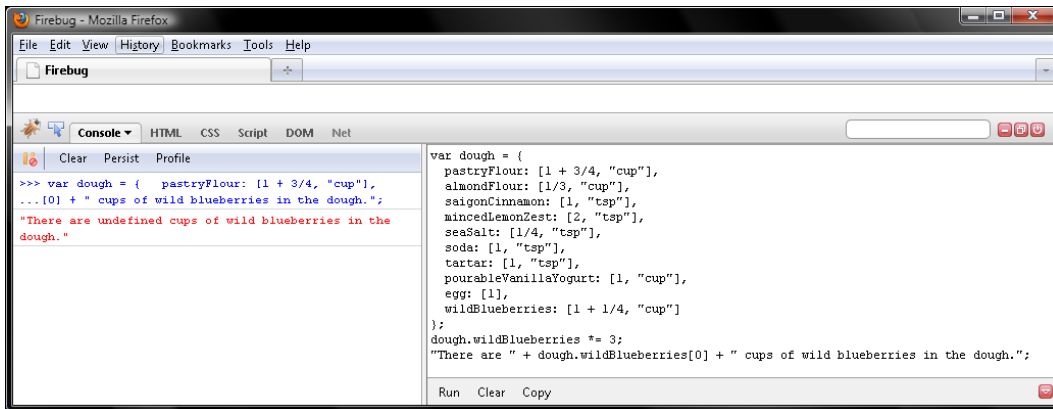 Firebug - Mozilla Firefox
File Edit View History Bookmarks Tools Help
Firebug
Console HTML CSS Script DOM Net
Clear Persist Profile
>>> var dough = {   pastryFlour: [1 + 3/4, "cup"],
...[0] + " cups of wild blueberries in the dough.";
"There are undefined cups of wild blueberries in the
dough."
var dough = {
  pastryFlour: [1 + 3/4, "cup"],
  almondFlour: [1/3, "cup"],
  saigonCinnamon: [1, "tsp"],
  mincedLemonZest: [2, "tsp"],
  seaSalt: [1/4, "tsp"],
  soda: [1, "tsp"],
  tartar: [1, "tsp"],
  pourableVanillaYogurt: [1, "cup"],
  egg: [1],
  wildBlueberries: [1 + 1/4, "cup"]
};
dough.wildBlueberries *= 3;
"There are " + dough.wildBlueberries[0] + " cups of wild blueberries in the dough.";
Run Clear Copy